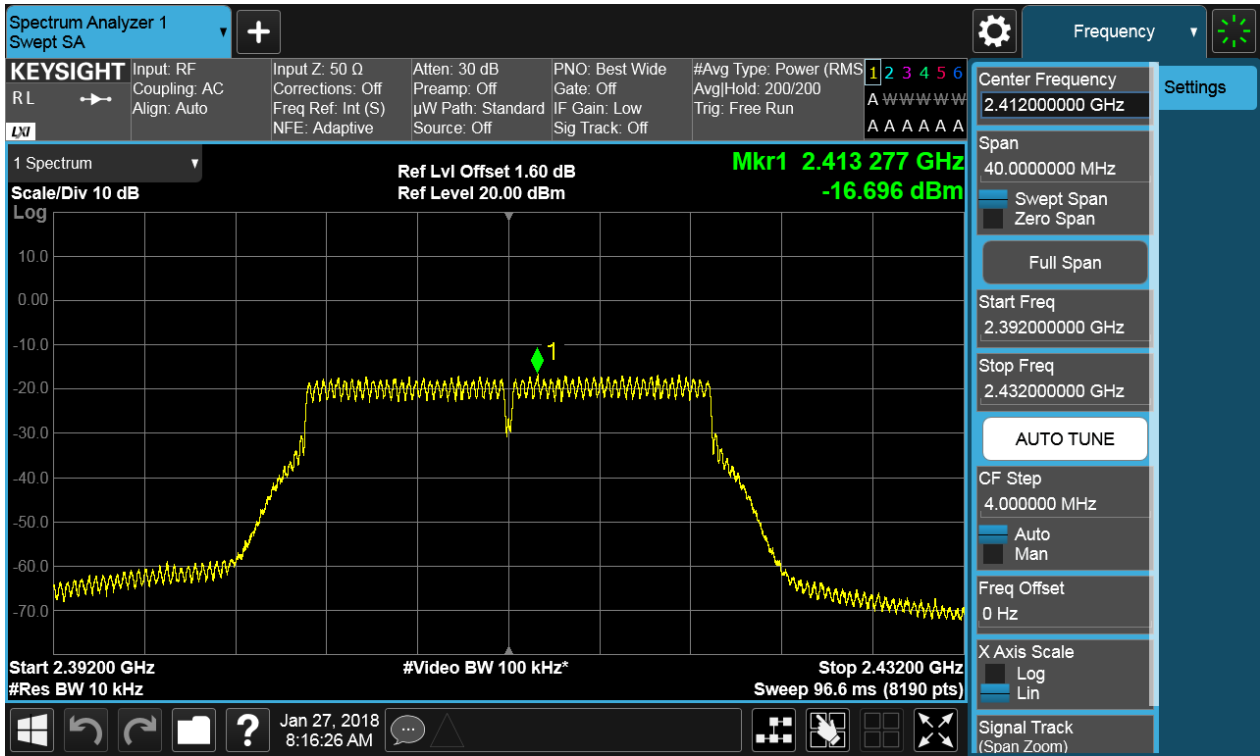 Spectrum Analyzer 1
Swept SA
+
Frequency
KEYSIGHT
R L
LXI
Input: RF
Coupling: AC
Align: Auto
Input Z: 50 Ω
Corrections: Off
Freq Ref: Int (S)
NFE: Adaptive
Atten: 30 dB
Preamp: Off
µW Path: Standard
Source: Off
PNO: Best Wide
Gate: Off
IF Gain: Low
Sig Track: Off
#Avg Type: Power (RMS
Avg|Hold: 200/200
Trig: Free Run
1 2 3 4 5 6
A W W W W W
A A A A A A
1 Spectrum
Scale/Div 10 dB
Log
Ref Lvl Offset 1.60 dB
Ref Level 20.00 dBm
Mkr1 2.413 277 GHz
-16.696 dBm
10.0
0.00
-10.0
-20.0
-30.0
-40.0
-50.0
-60.0
-70.0
1
Start 2.39200 GHz
#Res BW 10 kHz
#Video BW 100 kHz*
Stop 2.43200 GHz
Sweep 96.6 ms (8190 pts)
Center Frequency
2.412000000 GHz
Span
40.0000000 MHz
Swept Span
Zero Span
Full Span
Start Freq
2.392000000 GHz
Stop Freq
2.432000000 GHz
AUTO TUNE
CF Step
4.000000 MHz
Auto
Man
Freq Offset
0 Hz
X Axis Scale
Log
Lin
Signal Track
(Span Zoom)
Settings
?
Jan 27, 2018
8:16:26 AM